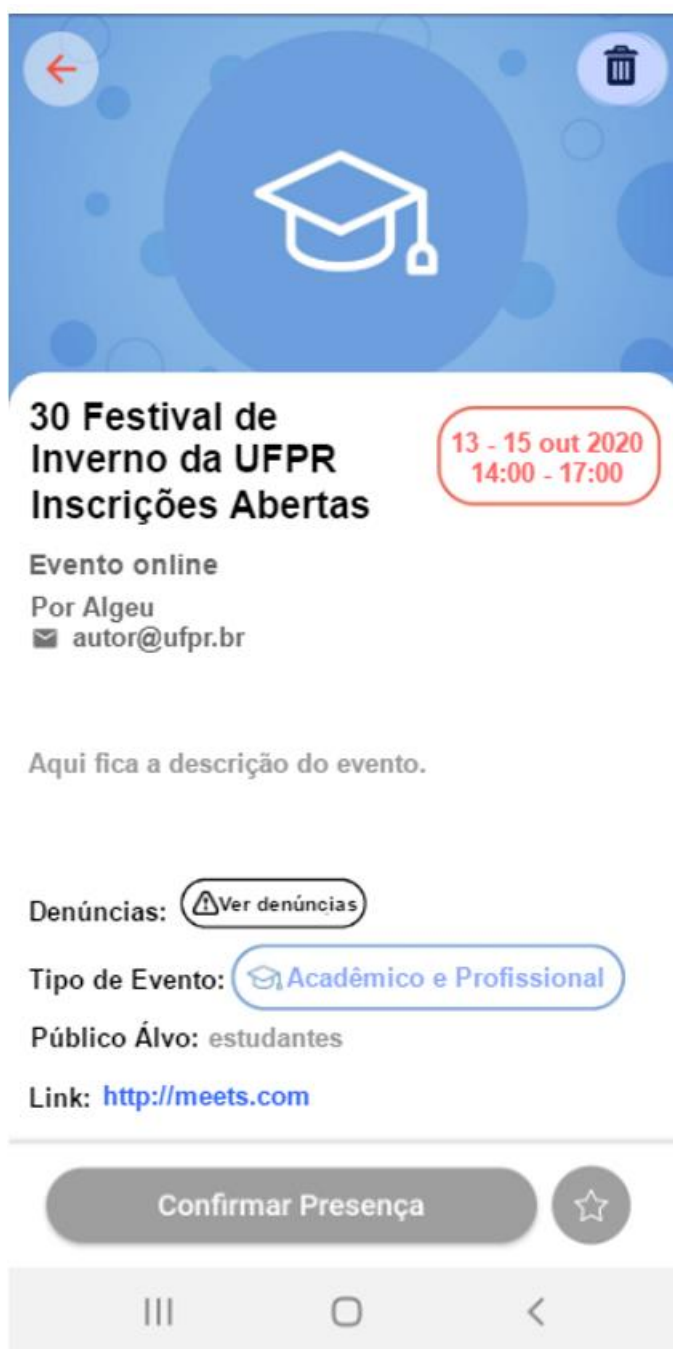 30 Festival de
Inverno da UFPR
Inscrições Abertas
13 - 15 out 2020
14:00 - 17:00
Evento online
Por Algeu
autor@ufpr.br
Aqui fica a descrição do evento.
Denúncias: Ver denúncias
Tipo de Evento: Acadêmico e Profissional
Público Álvo: estudantes
Link: http://meets.com
Confirmar Presença